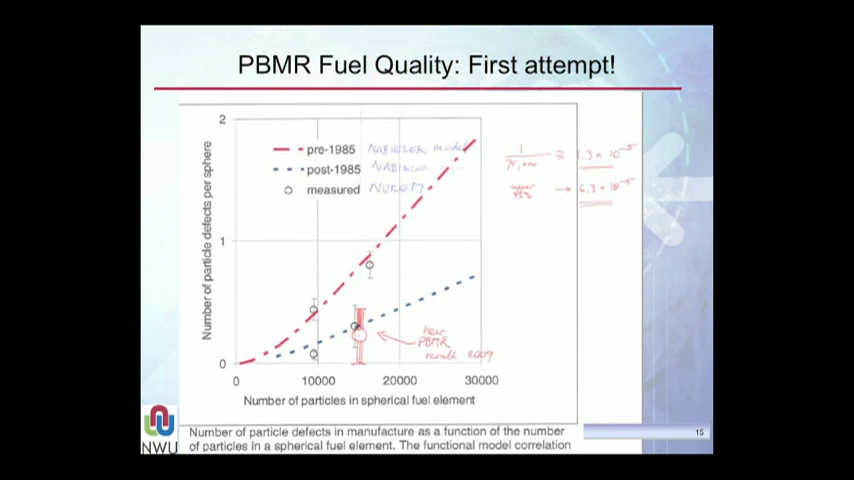 PBMR Fuel Quality: First attempt!
2
1
0
Number of particle defects per sphere
pre-1985 NABIELEK model
post-1985 NABIELEK
measured NUKEM
1/75,000 ≈ 1.3 × 10⁻⁵
upper 95% → 6.3 × 10⁻⁵
new
PBMR
result 2009
0 10000 20000 30000
Number of particles in spherical fuel element
NWU
Number of particle defects in manufacture as a function of the number
of particles in a spherical fuel element. The functional model correlation
15